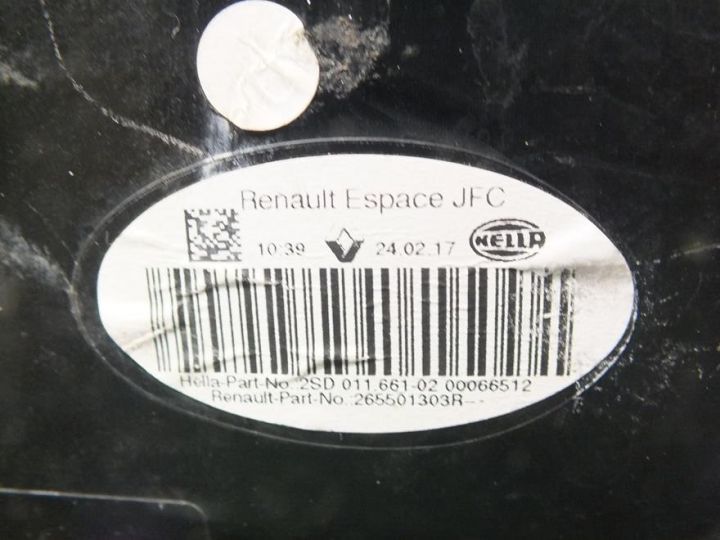 Renault Espace JFC
10:39 24.02.17 HELLA
Hella-Part-No.:2SD 011.661-02 00066512
Renault-Part-No.:265501303R--